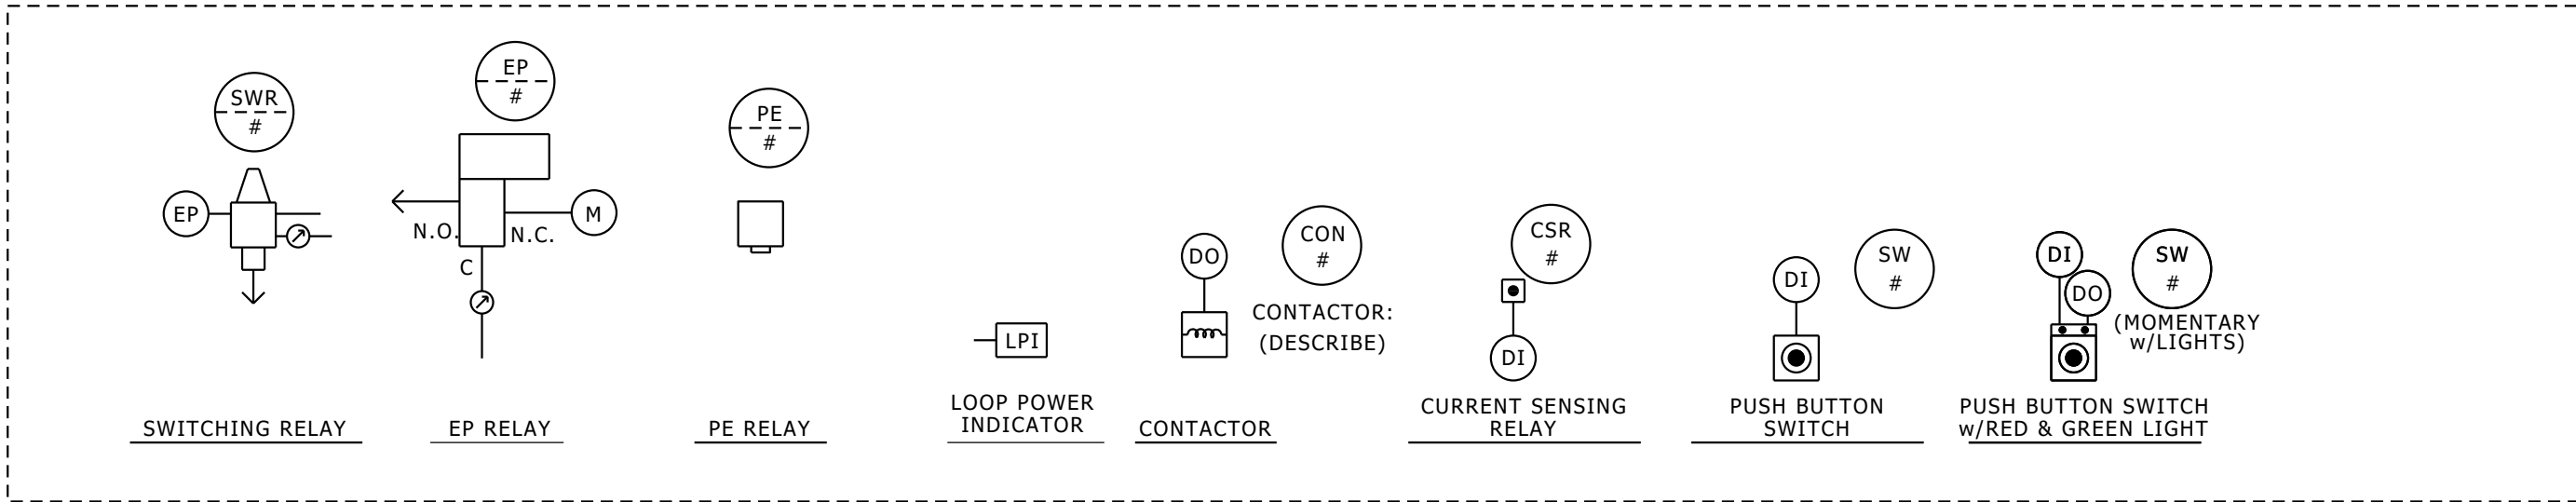 SWR
#
EP
SWITCHING RELAY
EP
#
N.O.
N.C.
M
C
EP RELAY
PE
#
PE RELAY
LPI
LOOP POWER
INDICATOR
DO
CON
#
CONTACTOR:
(DESCRIBE)
CONTACTOR
CSR
#
DI
CURRENT SENSING
RELAY
DI
SW
#
PUSH BUTTON
SWITCH
DI
DO
SW
#
(MOMENTARY
w/LIGHTS)
PUSH BUTTON SWITCH
w/RED & GREEN LIGHT